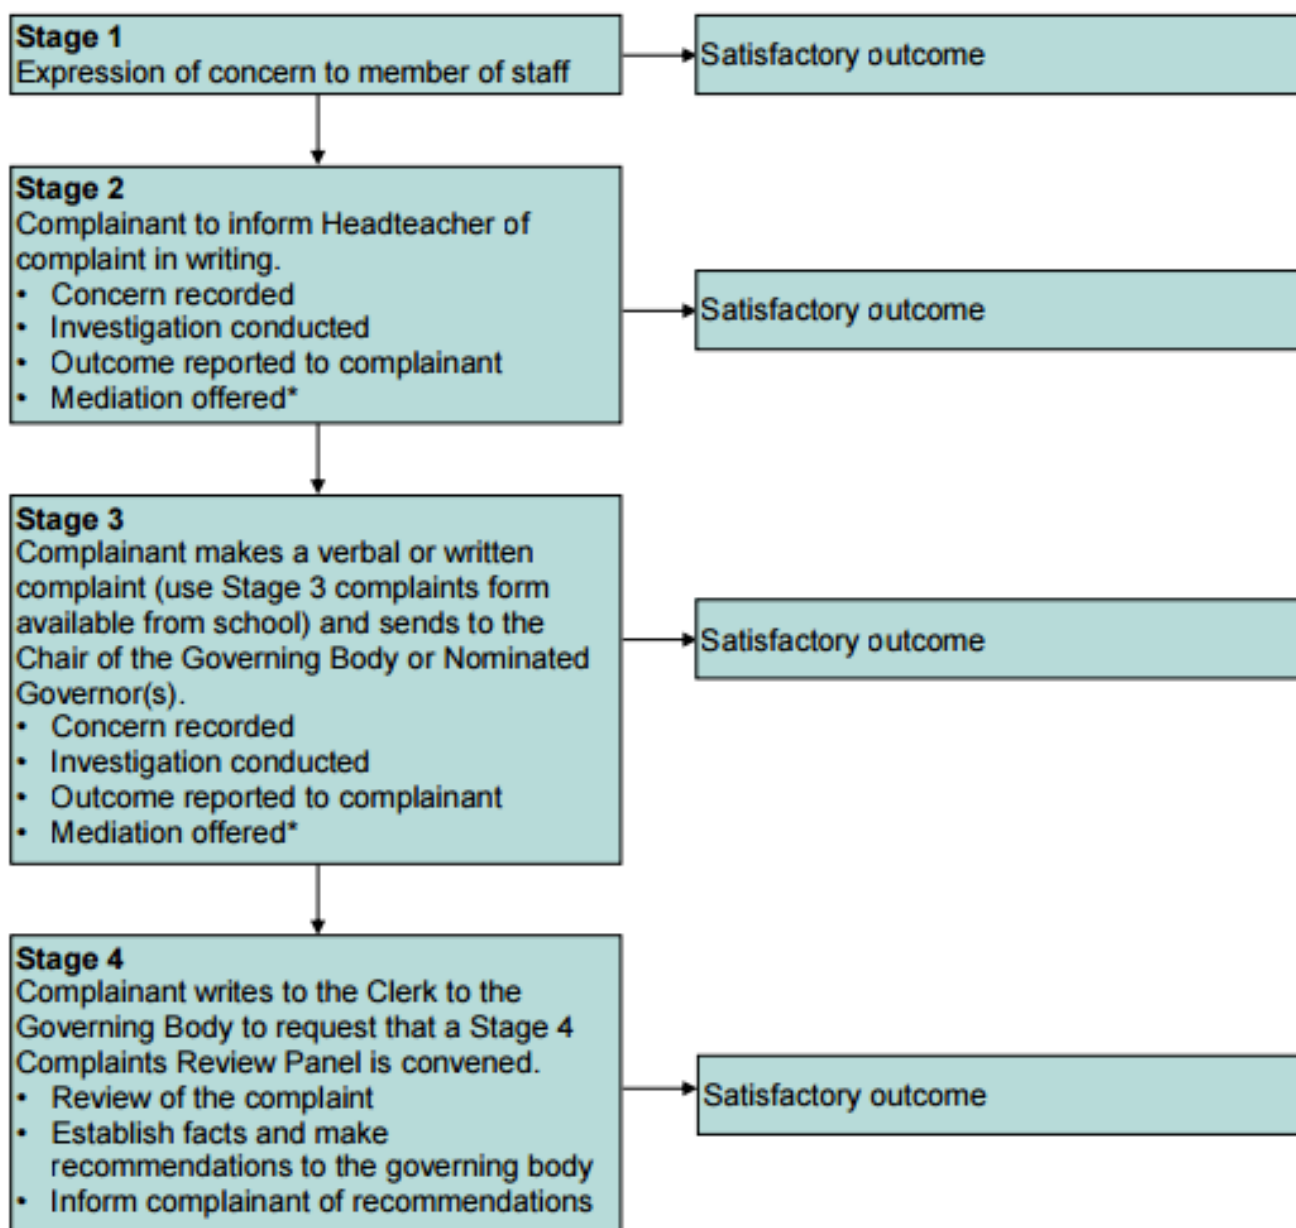 Stage 1
Expression of concern to member of staff
Satisfactory outcome
Stage 2
Complainant to inform Headteacher of
complaint in writing.
• Concern recorded
• Investigation conducted
• Outcome reported to complainant
• Mediation offered*
Satisfactory outcome
Stage 3
Complainant makes a verbal or written
complaint (use Stage 3 complaints form
available from school) and sends to the
Chair of the Governing Body or Nominated
Governor(s).
• Concern recorded
• Investigation conducted
• Outcome reported to complainant
• Mediation offered*
Satisfactory outcome
Stage 4
Complainant writes to the Clerk to the
Governing Body to request that a Stage 4
Complaints Review Panel is convened.
• Review of the complaint
• Establish facts and make
recommendations to the governing body
• Inform complainant of recommendations
Satisfactory outcome